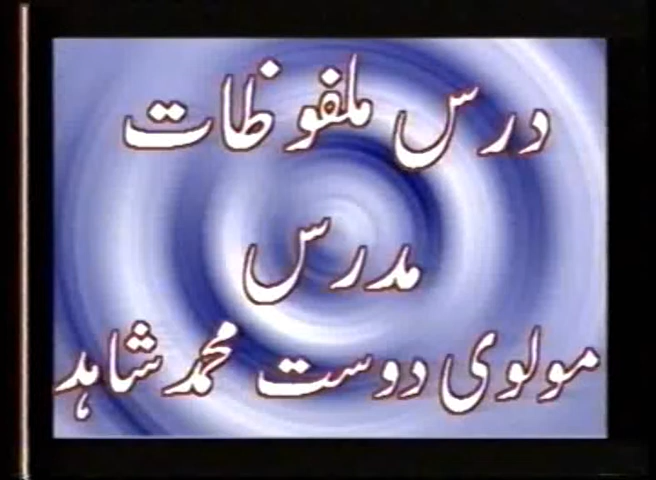 درس ملفوظات
مدرس
مولوی دوست محمد شاہد